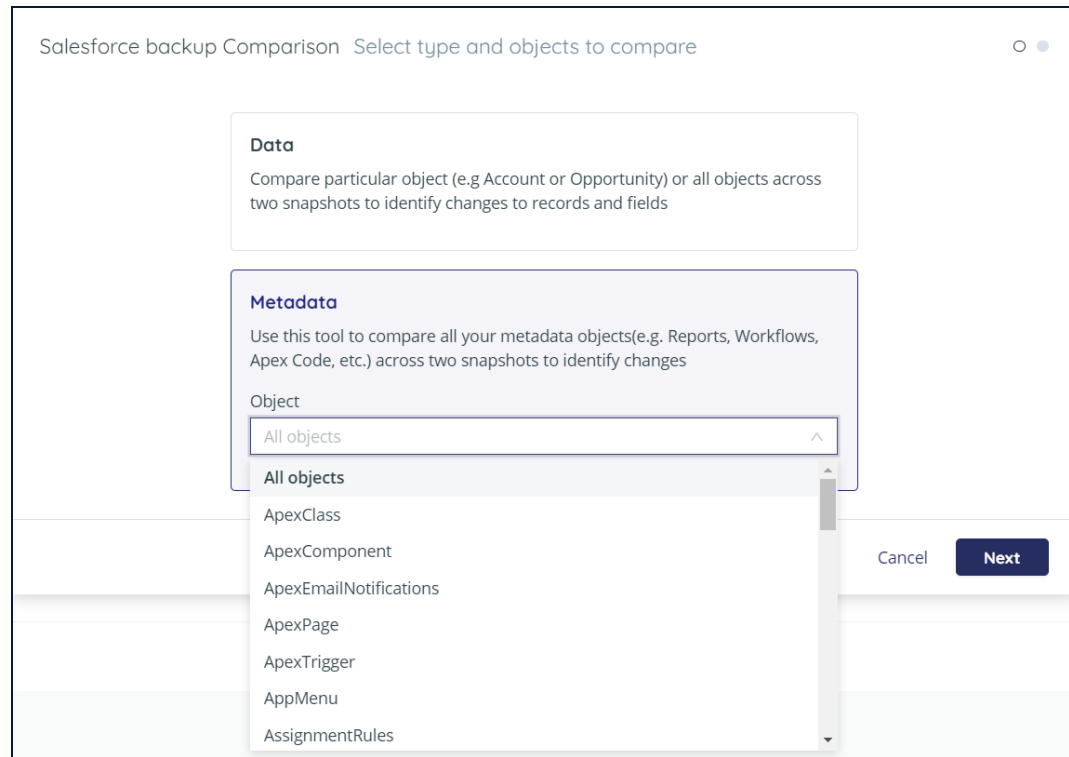 Salesforce backup Comparison Select type and objects to compare
Data
Compare particular object (e.g Account or Opportunity) or all objects across
two snapshots to identify changes to records and fields
Metadata
Use this tool to compare all your metadata objects(e.g. Reports, Workflows,
Apex Code, etc.) across two snapshots to identify changes
Object
All objects
All objects
ApexClass
ApexComponent
ApexEmailNotifications
ApexPage
ApexTrigger
AppMenu
AssignmentRules
Cancel
Next